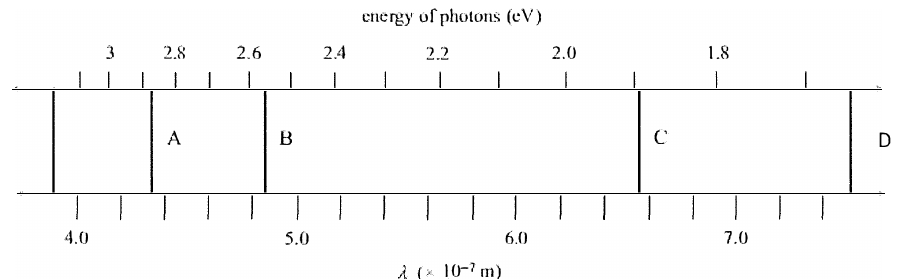 energy of photons (eV)
3 2.8 2.6 2.4 2.2 2.0 1.8
A B C D
4.0 5.0 6.0 7.0
λ (× 10⁻⁷ m)